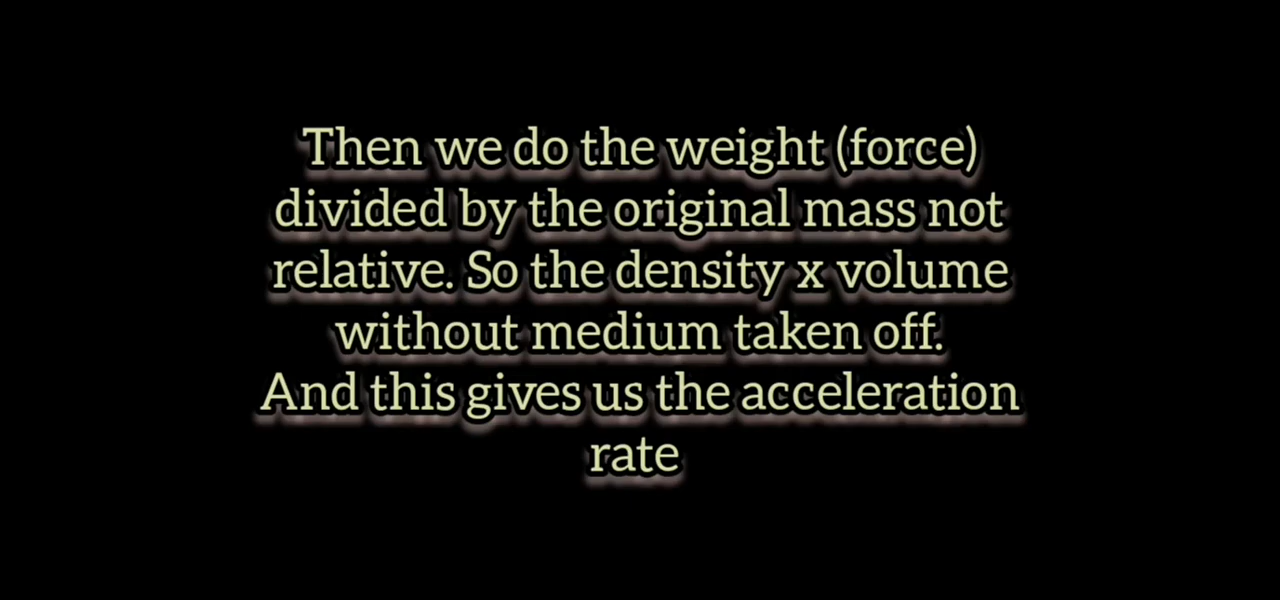 Then we do the weight (force)
divided by the original mass not
relative. So the density x volume
without medium taken off.
And this gives us the acceleration
rate